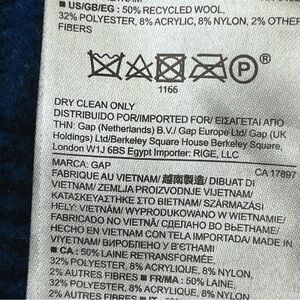 ■ US/GB/EG : 50% RECYCLED WOOL,
32% POLYESTER, 8% ACRYLIC, 8% NYLON, 2% OTHER
FIBERS
P
1166
DRY CLEAN ONLY
DISTRIBUIDO POR/IMPORTED FOR/ ΕΙΣΑΓΕΤΑΙ ΑΠΟ
THN: Gap (Netherlands) B.V./ Gap Europe Ltd/ Gap (UK
Holdings) Ltd/Berkeley Square House Berkeley Square,
London W1J 6BS Egypt Importer: RIGE, LLC
MARCA: GAP
CA 17897
FABRIQUE AU VIETNAM/ 越南製造/ DIBUAT DI
VIETNAM/ ZEMLJA PROIZVODNJE VIJETNAM/
ΚΑΤΑΣΚΕΥΑΣΤΗΚΕ ΣΤΟ ΒΙΕΤΝΑΜ/ SZÁRMAZÁSI
HELY: VIETNÁM/ WYPRODUKOWANO W WIETNAMIE/
FABRICADO NO VIETNÃ/ СДЕЛАНО ВО ВЬЕТНАМЕ/
HECHO EN VIETNAM CON MATERIAL IMPORTADO DE
VIETNAM/ ВИРОБЛЕНО У В'ЄТНАМІ
■ CA : 50% LAINE RETRANSFORMÉE,
32% POLYESTER, 8% ACRYLIQUE, 8% NYLON,
2% AUTRES FIBRES ■ FR/MA : 50% LAINE,
32% POLYESTER, 8% ACRYLIQUE, 8% NYLON,
2% AUTRES FIBRES